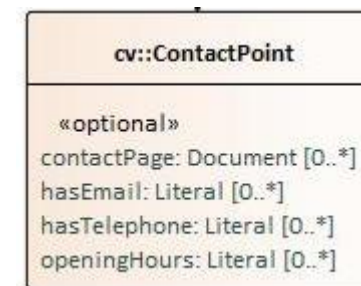 cv::ContactPoint
«optional»
contactPage: Document [0..*]
hasEmail: Literal [0..*]
hasTelephone: Literal [0..*]
openingHours: Literal [0..*]